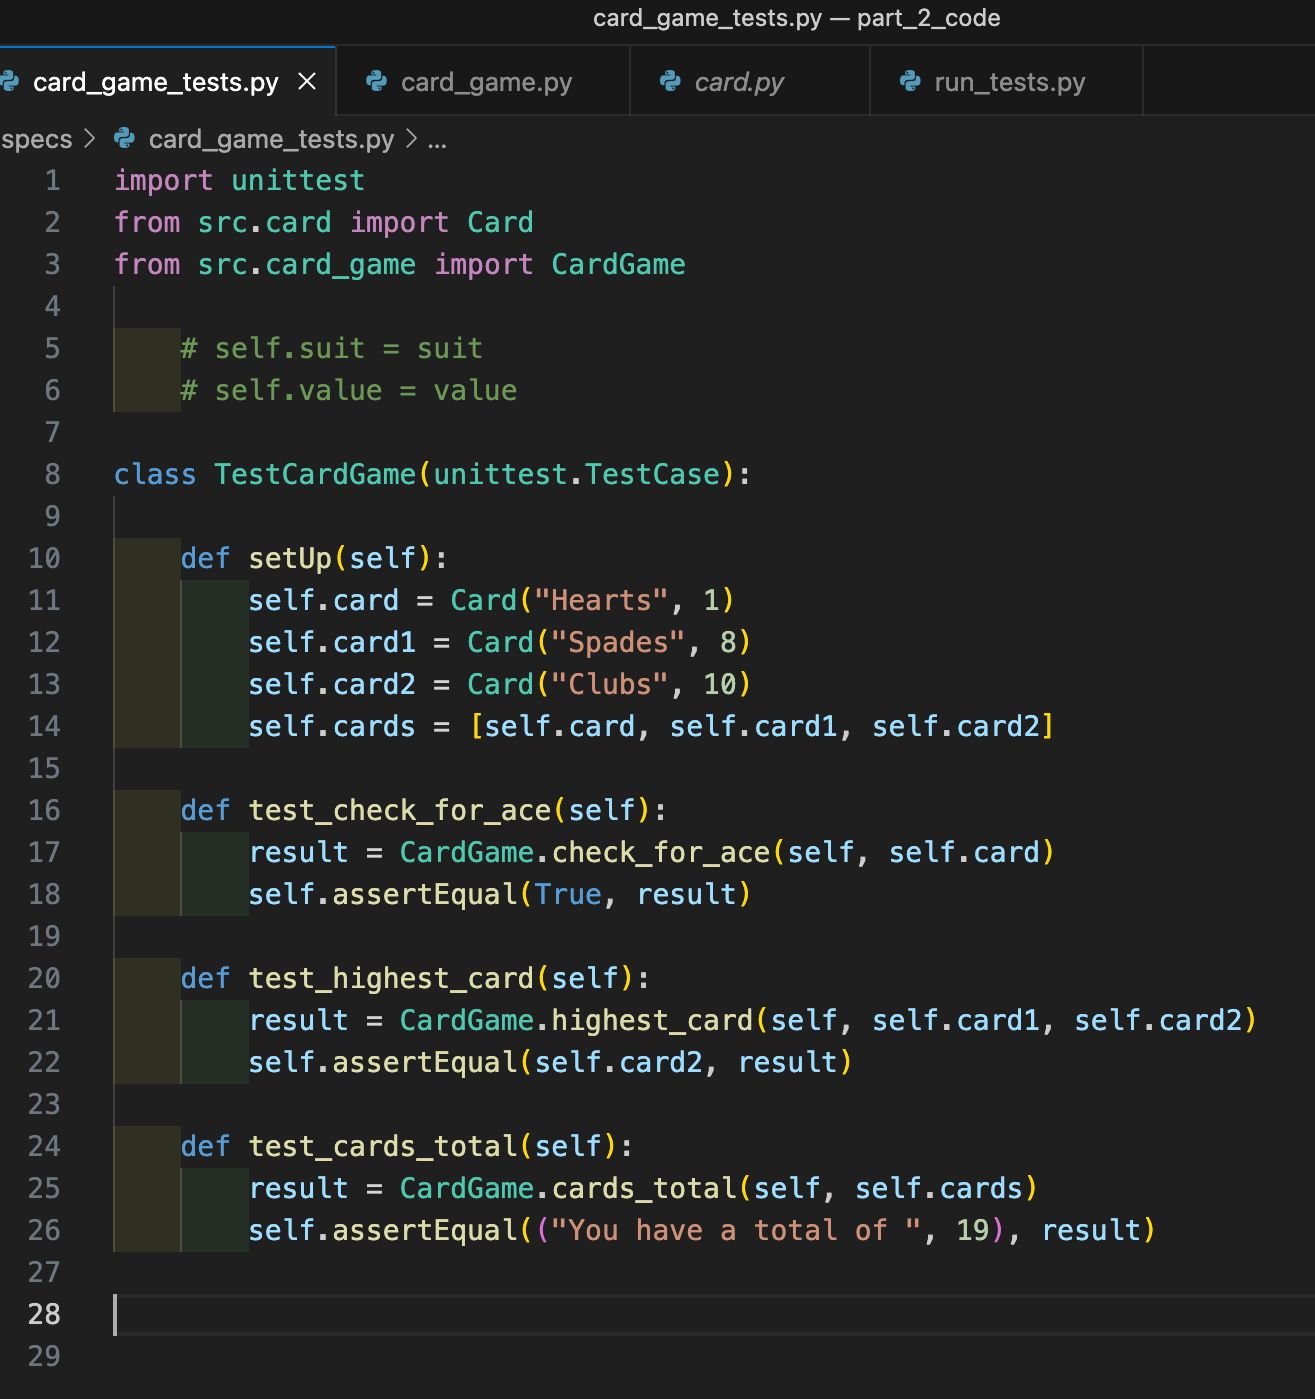 card_game_tests.py — part_2_code
card_game_tests.py × card_game.py card.py run_tests.py
specs > card_game_tests.py > ...
1 import unittest
2 from src.card import Card
3 from src.card_game import CardGame
4
5     # self.suit = suit
6     # self.value = value
7
8 class TestCardGame(unittest.TestCase):
9
10     def setUp(self):
11         self.card = Card("Hearts", 1)
12         self.card1 = Card("Spades", 8)
13         self.card2 = Card("Clubs", 10)
14         self.cards = [self.card, self.card1, self.card2]
15
16     def test_check_for_ace(self):
17         result = CardGame.check_for_ace(self, self.card)
18         self.assertEqual(True, result)
19
20     def test_highest_card(self):
21         result = CardGame.highest_card(self, self.card1, self.card2)
22         self.assertEqual(self.card2, result)
23
24     def test_cards_total(self):
25         result = CardGame.cards_total(self, self.cards)
26         self.assertEqual(("You have a total of ", 19), result)
27
28
29